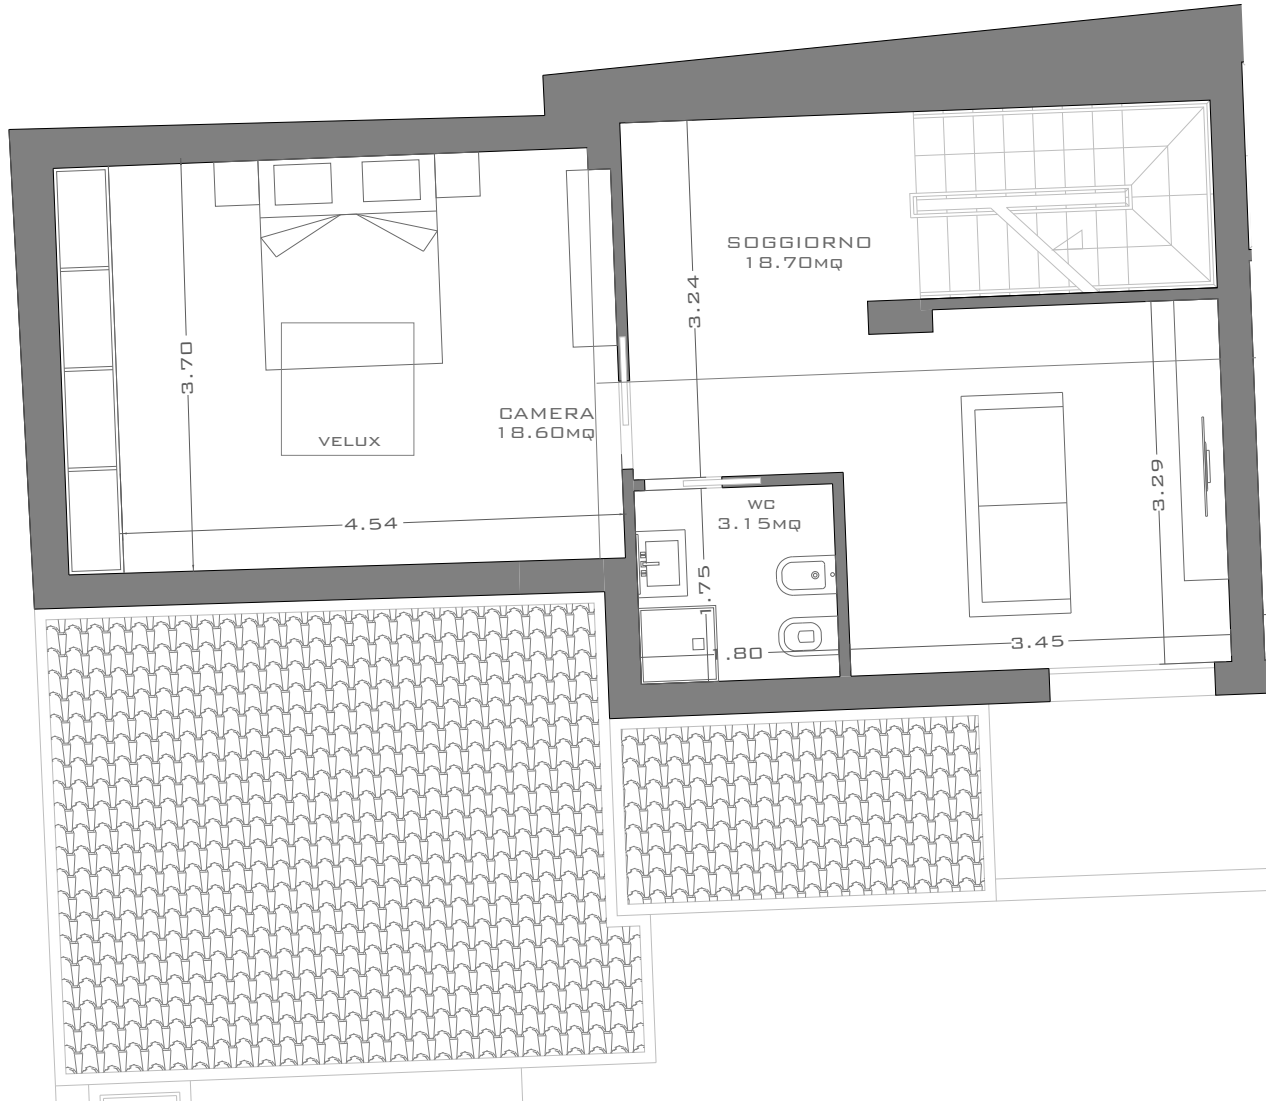 SOGGIORNO
18.70MQ
3.24
3.70
CAMERA
18.60MQ
VELUX
4.54
WC
3.15MQ
3.29
.75
1.80
3.45